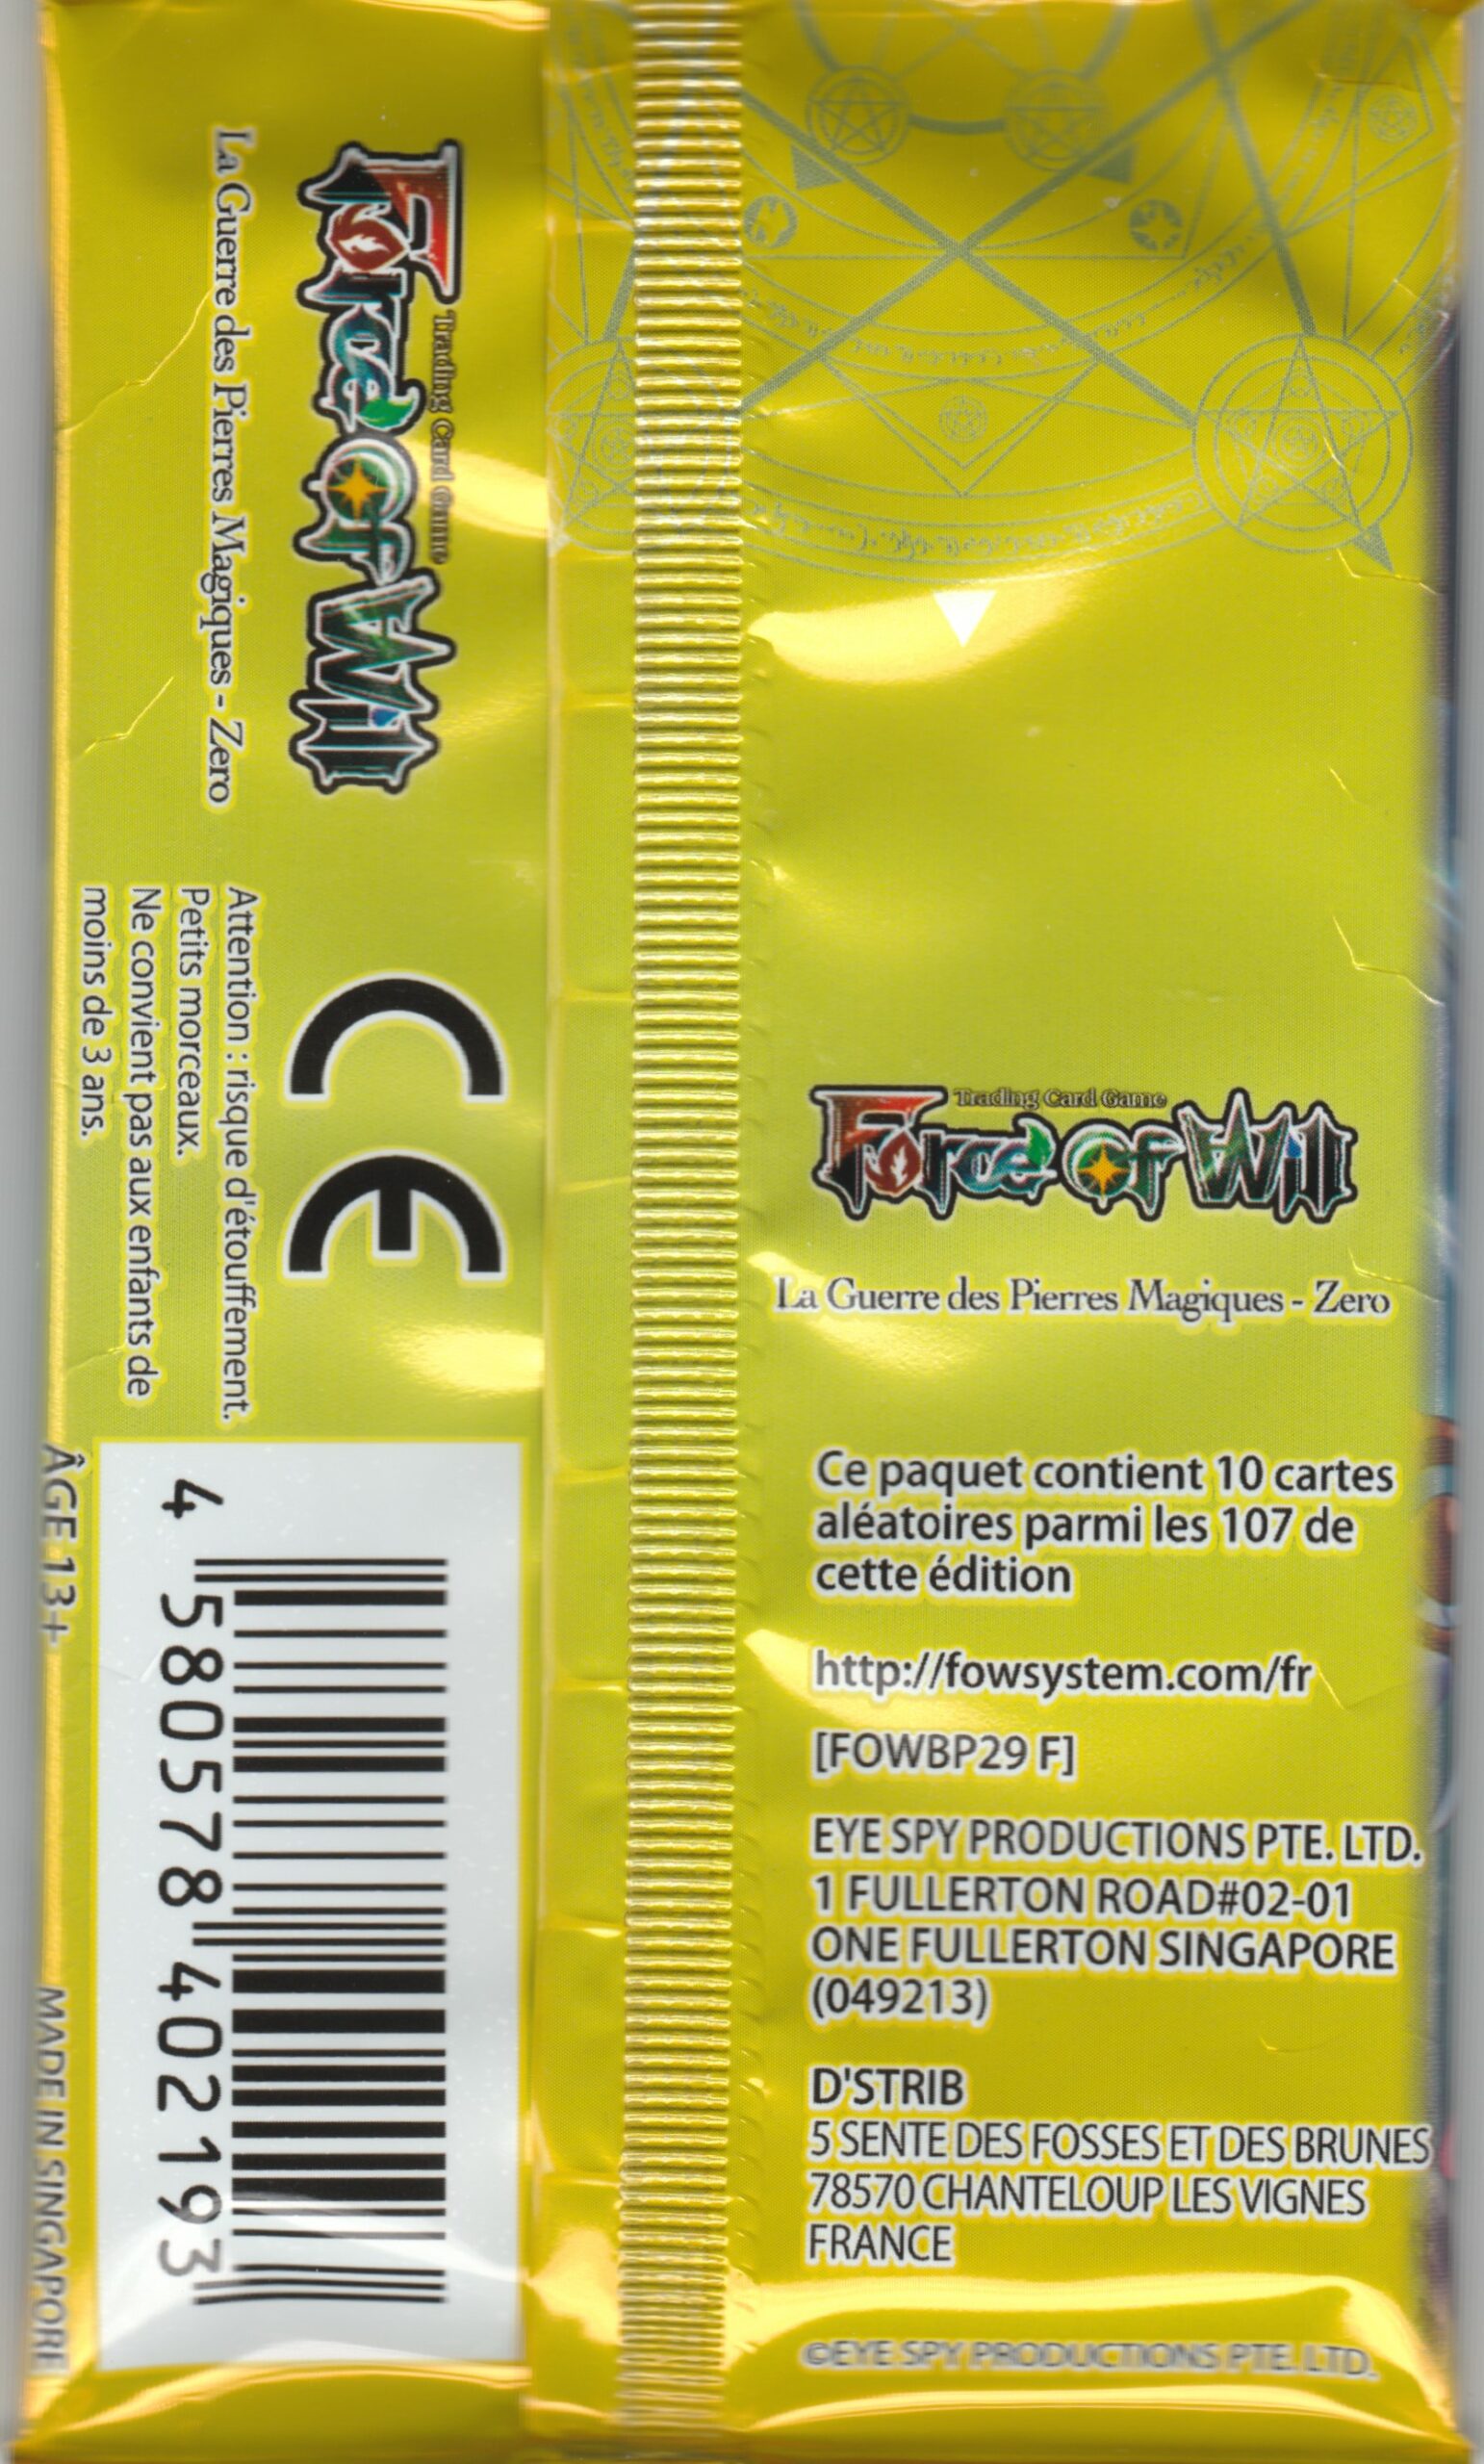 Trading Card Game
Force Of Will
La Guerre des Pierres Magiques - Zero
Attention : risque d'étouffement.
Petits morceaux.
Ne convient pas aux enfants de
moins de 3 ans.
CE
4 580578 402193
ÂGE 13+
MADE IN SINGAPORE
Trading Card Game
Force Of Will
La Guerre des Pierres Magiques - Zero
Ce paquet contient 10 cartes
aléatoires parmi les 107 de
cette édition
http://fowsystem.com/fr
[FOWBP29 F]
EYE SPY PRODUCTIONS PTE. LTD.
1 FULLERTON ROAD#02-01
ONE FULLERTON SINGAPORE
(049213)
D'STRIB
5 SENTE DES FOSSES ET DES BRUNES
78570 CHANTELOUP LES VIGNES
FRANCE
©EYE SPY PRODUCTIONS PTE. LTD.